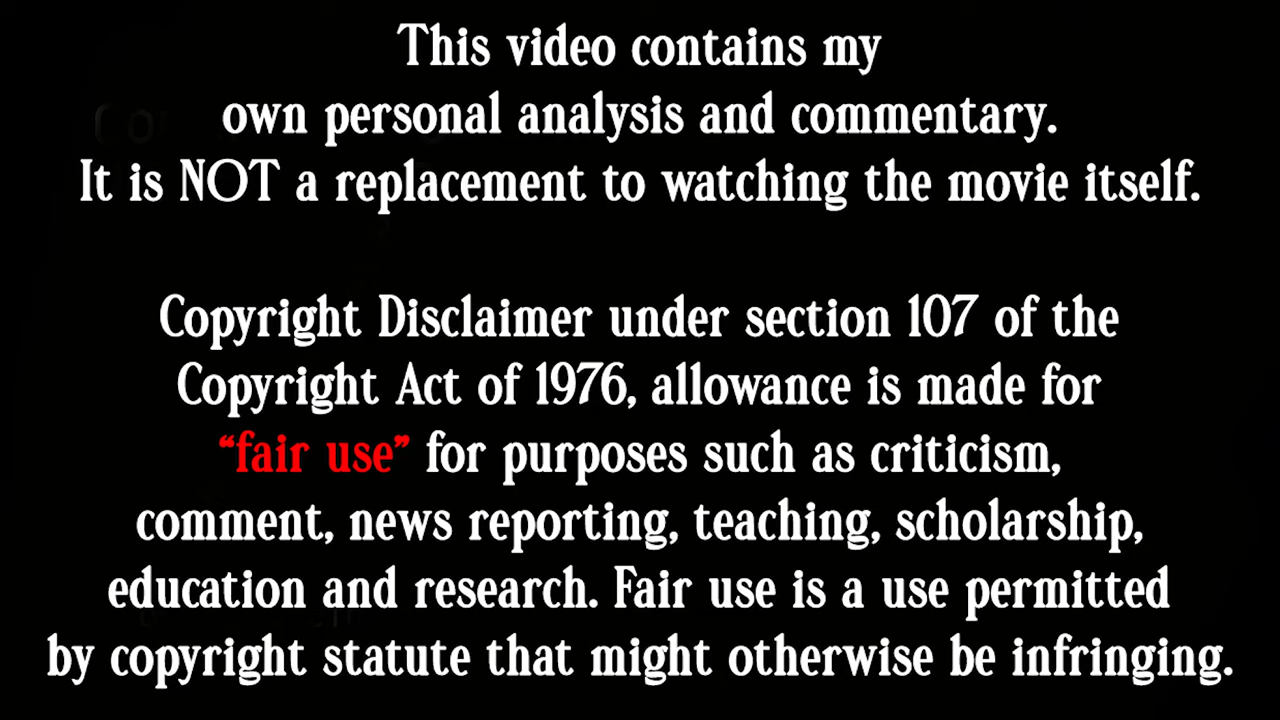 This video contains my
own personal analysis and commentary.
It is NOT a replacement to watching the movie itself.
Copyright Disclaimer under section 107 of the
Copyright Act of 1976, allowance is made for
“fair use” for purposes such as criticism,
comment, news reporting, teaching, scholarship,
education and research. Fair use is a use permitted
by copyright statute that might otherwise be infringing.